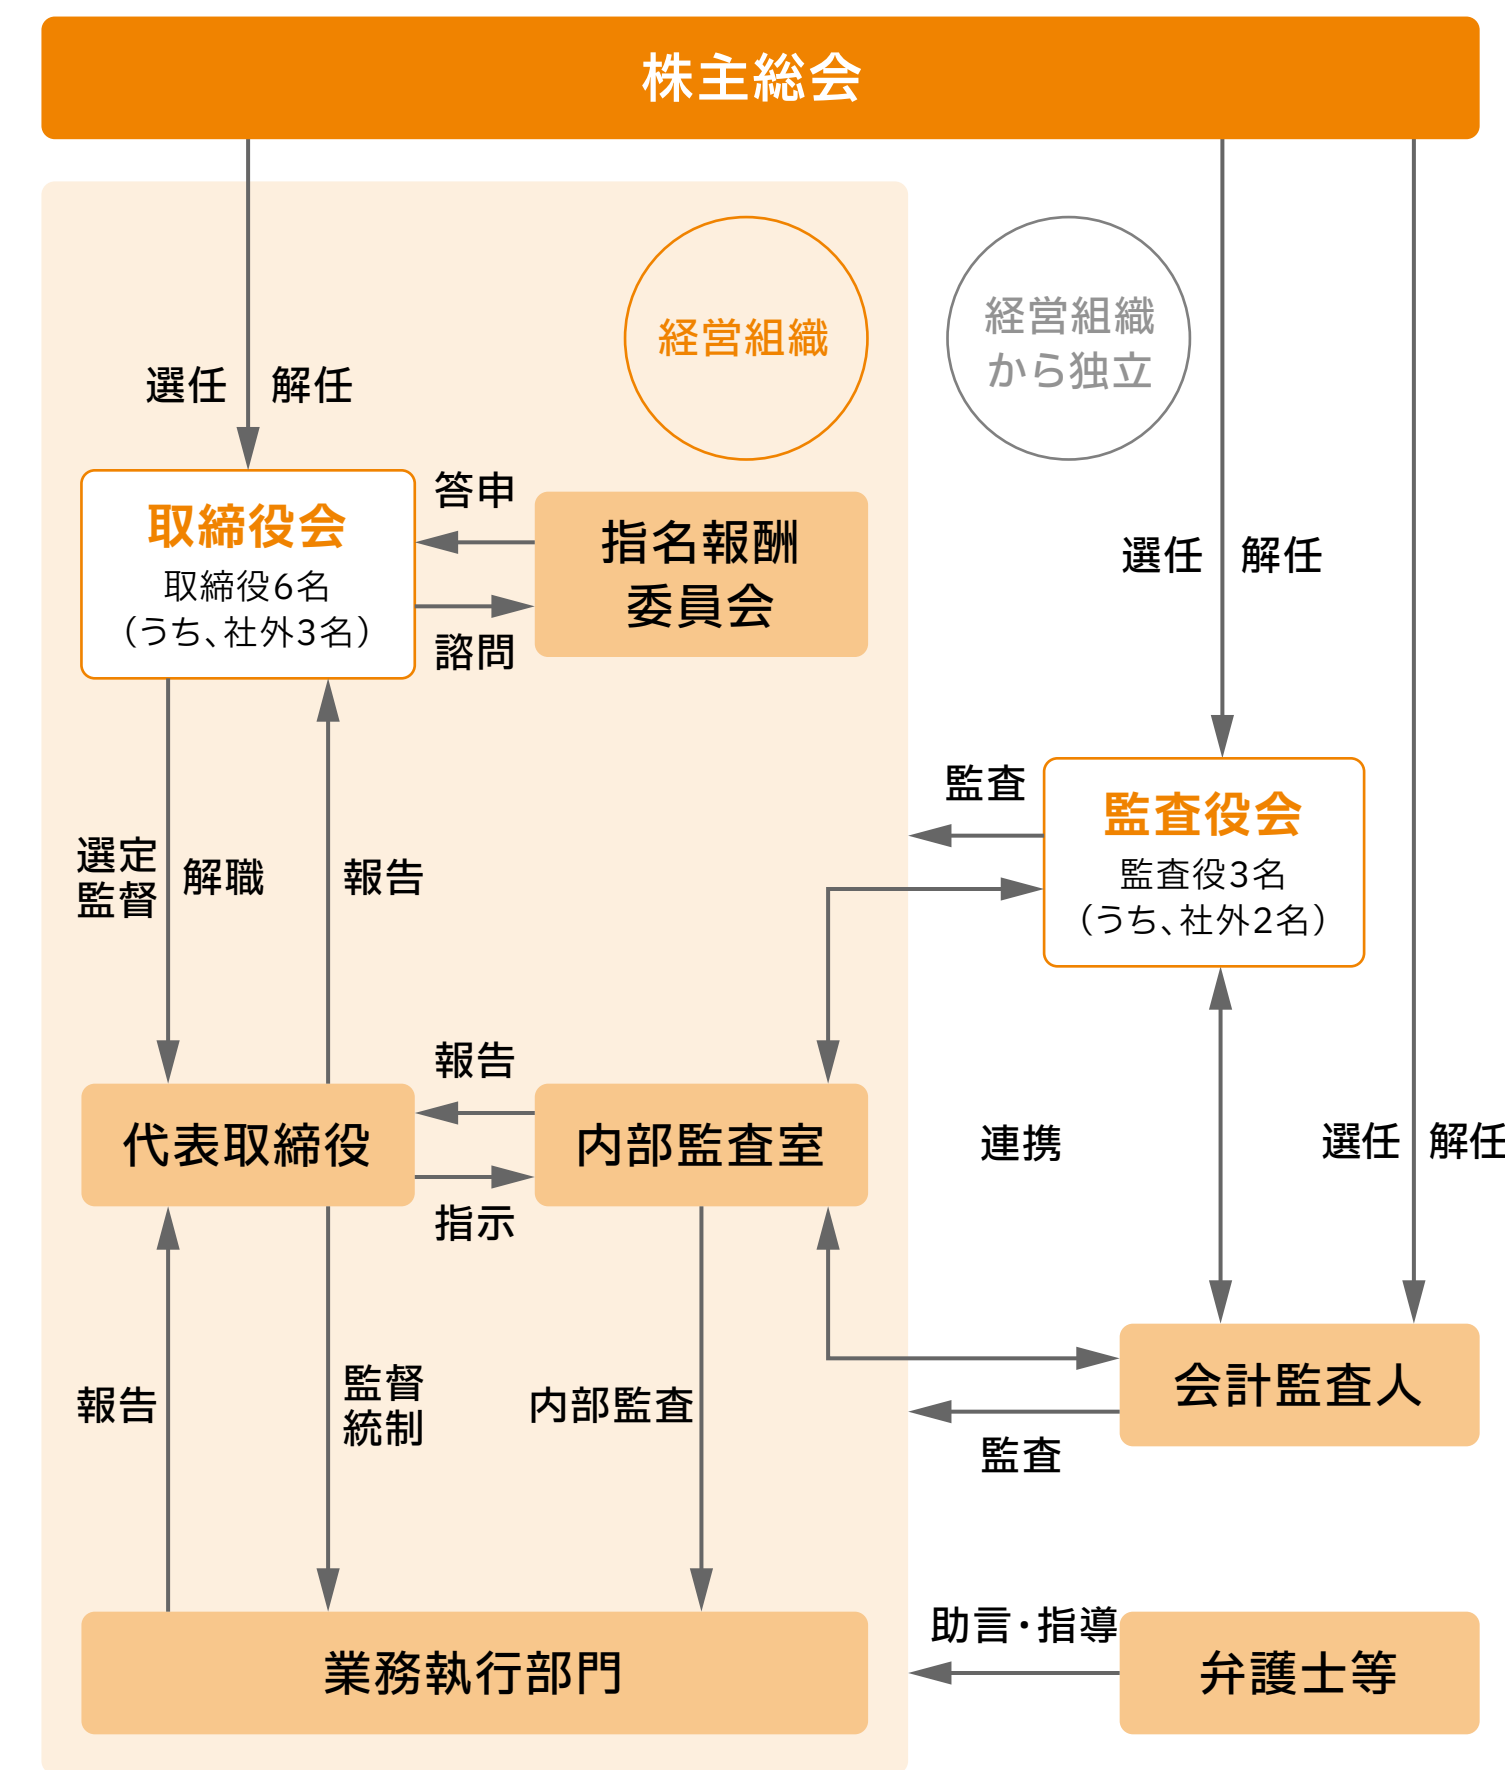 株主総会
経営組織
経営組織
から独立
選任
解任
取締役会
取締役6名
（うち、社外3名）
答申
諮問
指名報酬
委員会
選任
解任
監査
監査役会
監査役3名
（うち、社外2名）
選定
監督
解職
報告
代表取締役
報告
指示
内部監査室
連携
選任
解任
報告
監督
統制
内部監査
会計監査人
監査
業務執行部門
助言・指導
弁護士等